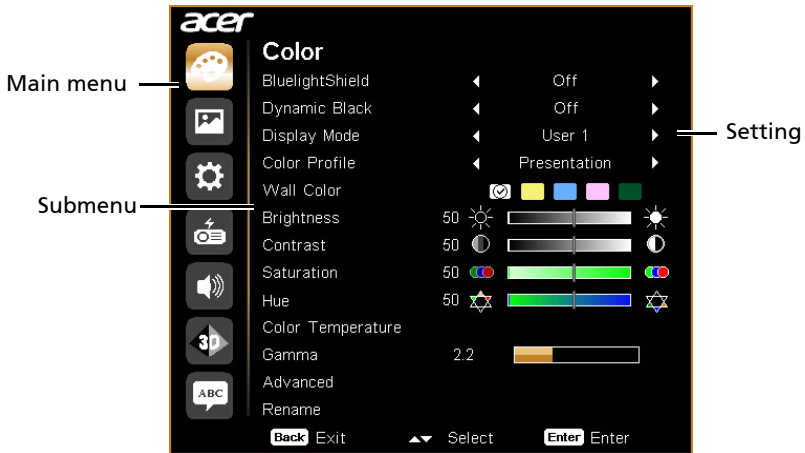 acer
Color
Main menu
BluelightShield Off
Dynamic Black Off
Display Mode User 1
Setting
Color Profile Presentation
Wall Color
Submenu
Brightness 50
Contrast 50
Saturation 50
Hue 50
3D
Color Temperature
Gamma 2.2
Advanced
ABC
Rename
Back Exit Select Enter Enter